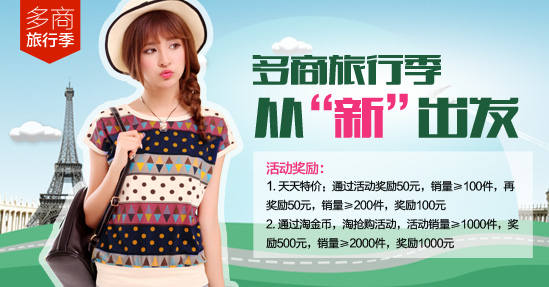 多商
旅行季
多商旅行季
从“新”出发
活动奖励：
1. 天天特价；通过活动奖励50元，销量≥100件，再
奖励50元，销量≥200件，奖励100元
2. 通过淘金币，淘抢购活动，活动销量≥1000件，奖
励500元，销量≥2000件，奖励1000元